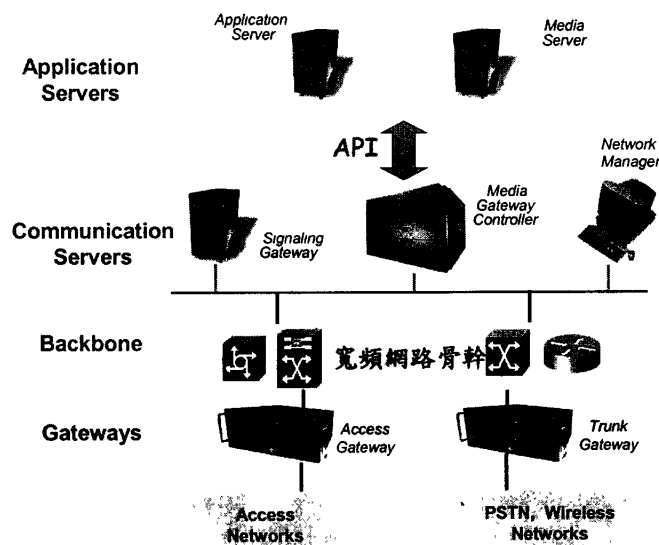 Application
Server
Media
Server
Application
Servers
API
Network
Manager
Media
Gateway
Controller
Communication
Servers
Signaling
Gateway
Backbone
寬頻網路骨幹
Gateways
Access
Gateway
Trunk
Gateway
Access
Networks
PSTN, Wireless
Networks